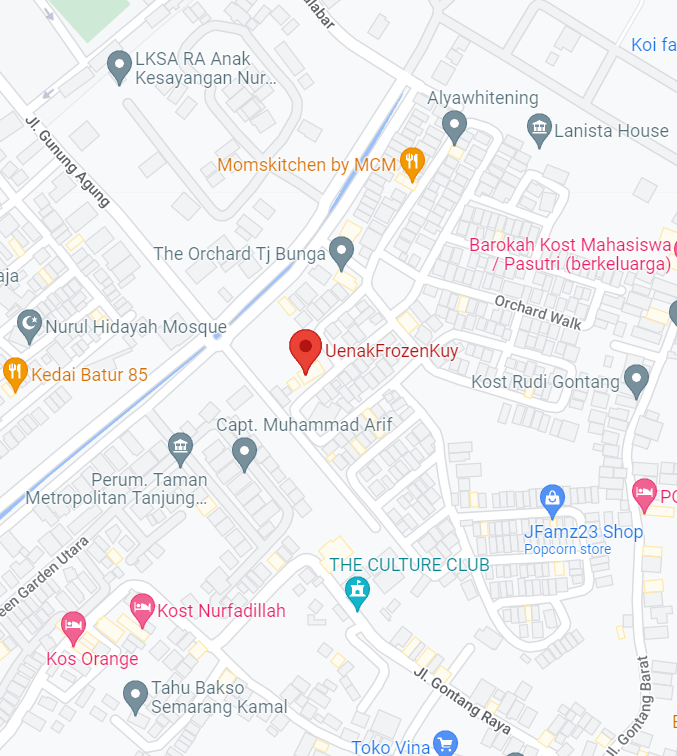 alabar
Koi fa
LKSA RA Anak
Kesayangan Nur...
Alyawhitening
Lanista House
Jl. Gunung Agung
Momskitchen by MCM
Barokah Kost Mahasiswa
/ Pasutri (berkeluarga)
The Orchard Tj Bunga
aja
Orchard Walk
Nurul Hidayah Mosque
UenakFrozenKuy
Kedai Batur 85
Kost Rudi Gontang
Capt. Muhammad Arif
Perum. Taman
Metropolitan Tanjung...
PO
JFamz23 Shop
Popcorn store
een Garden Utara
THE CULTURE CLUB
Kost Nurfadillah
Kos Orange
Jl. Gontang Raya
Jl. Gontang Barat
Tahu Bakso
Semarang Kamal
Toko Vina